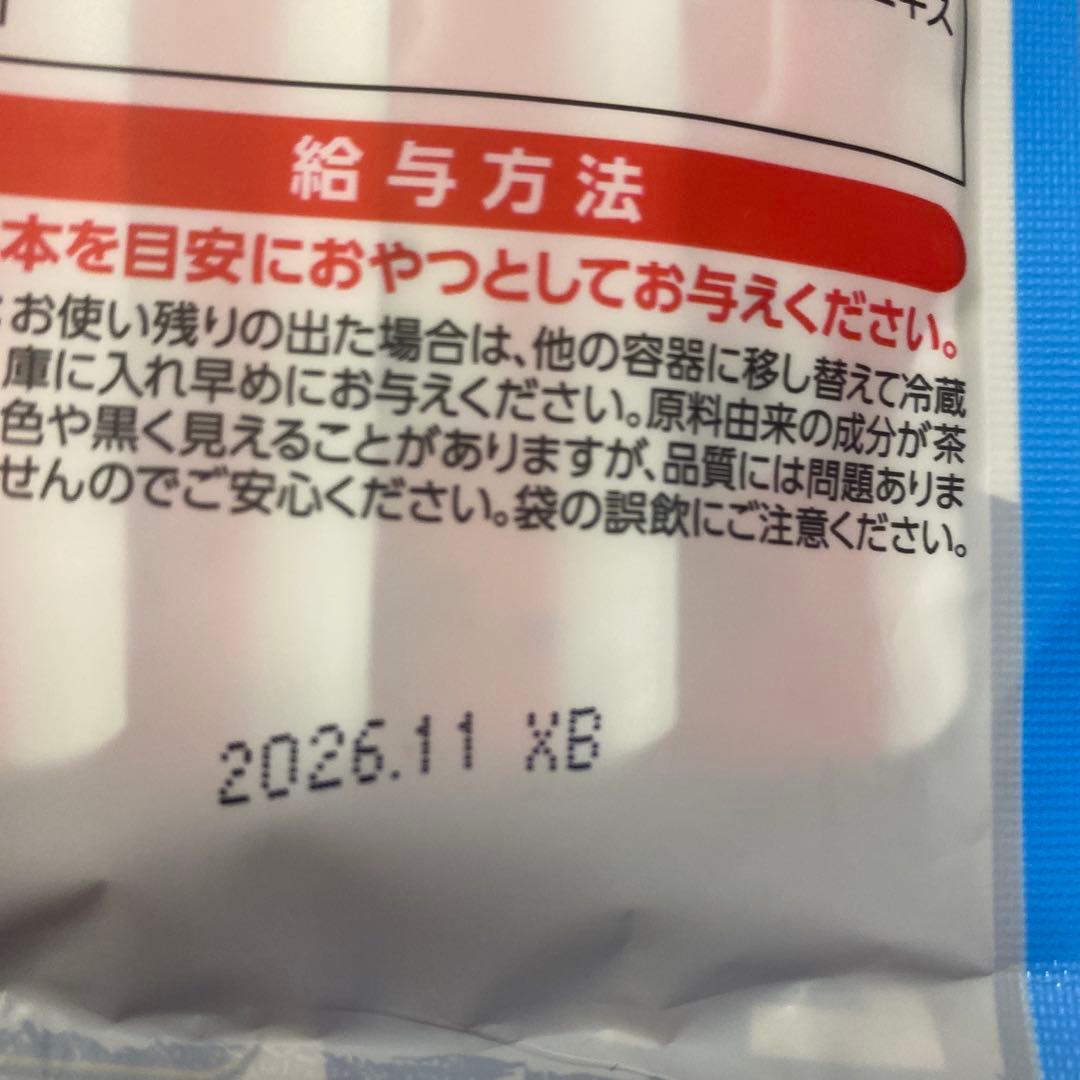 エキス
給与方法
本を目安におやつとしてお与えください。
お使い残りの出た場合は、他の容器に移し替えて冷蔵
庫に入れ早めにお与えください。原料由来の成分が茶
色や黒く見えることがありますが、品質には問題ありま
せんのでご安心ください。袋の誤飲にご注意ください。
2026.11 XB